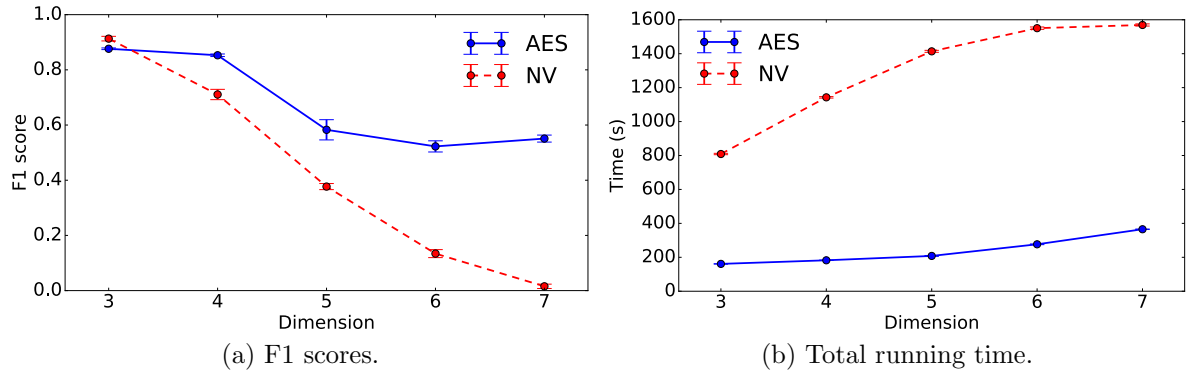 1.0
0.8
0.6
0.4
0.2
0.0
F1 score
AES
NV
3 4 5 6 7
Dimension
(a) F1 scores.
1600
1400
1200
1000
800
600
400
200
0
Time (s)
AES
NV
3 4 5 6 7
Dimension
(b) Total running time.